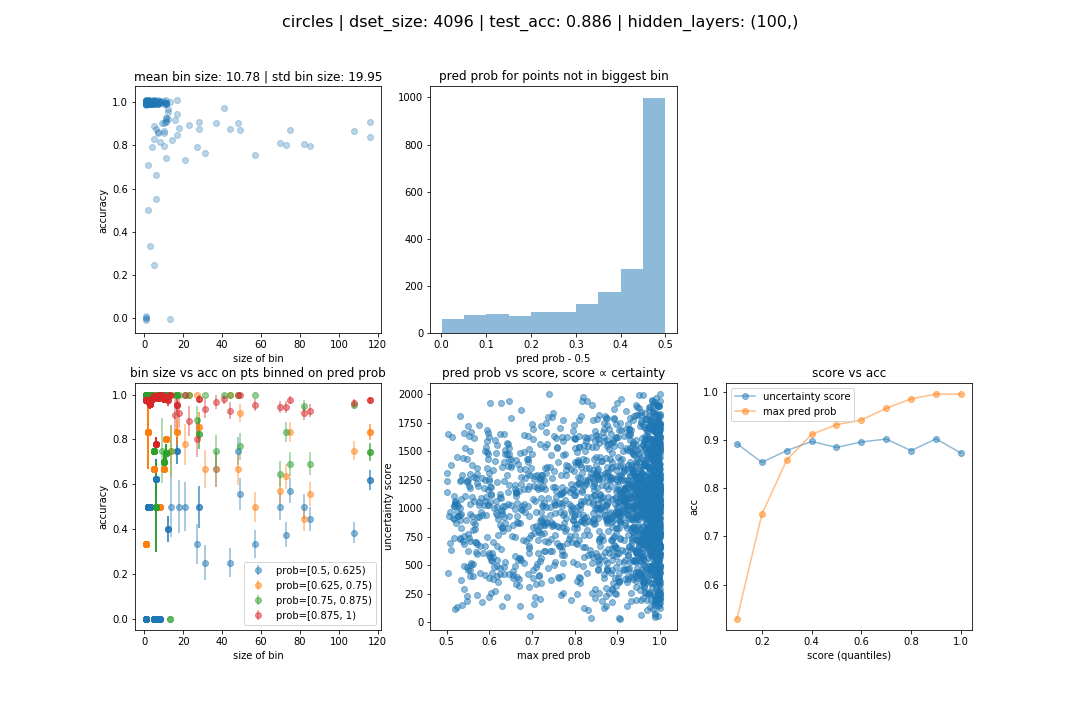 circles | dset_size: 4096 | test_acc: 0.886 | hidden_layers: (100,)
mean bin size: 10.78 | std bin size: 19.95
1.0
0.8
0.6
0.4
0.2
0.0
accuracy
0 20 40 60 80 100 120
size of bin
pred prob for points not in biggest bin
1000
800
600
400
200
0
0.0 0.1 0.2 0.3 0.4 0.5
pred prob - 0.5
bin size vs acc on pts binned on pred prob
1.0
0.8
0.6
0.4
0.2
0.0
accuracy
prob=[0.5, 0.625)
prob=[0.625, 0.75)
prob=[0.75, 0.875)
prob=[0.875, 1)
0 20 40 60 80 100 120
size of bin
pred prob vs score, score ∝ certainty
2000
1750
1500
1250
1000
750
500
250
0
uncertainty score
0.5 0.6 0.7 0.8 0.9 1.0
max pred prob
score vs acc
uncertainty score
max pred prob
1.0
0.9
0.8
0.7
0.6
acc
0.2 0.4 0.6 0.8 1.0
score (quantiles)